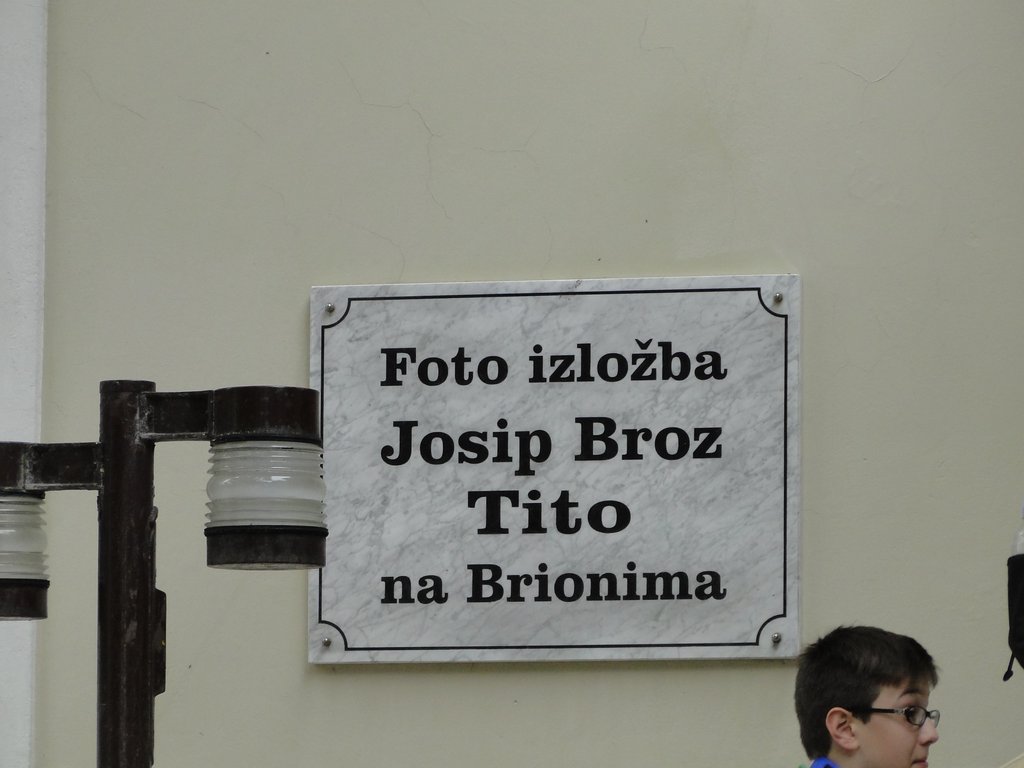 Foto izložba
Josip Broz
Tito
na Brionima